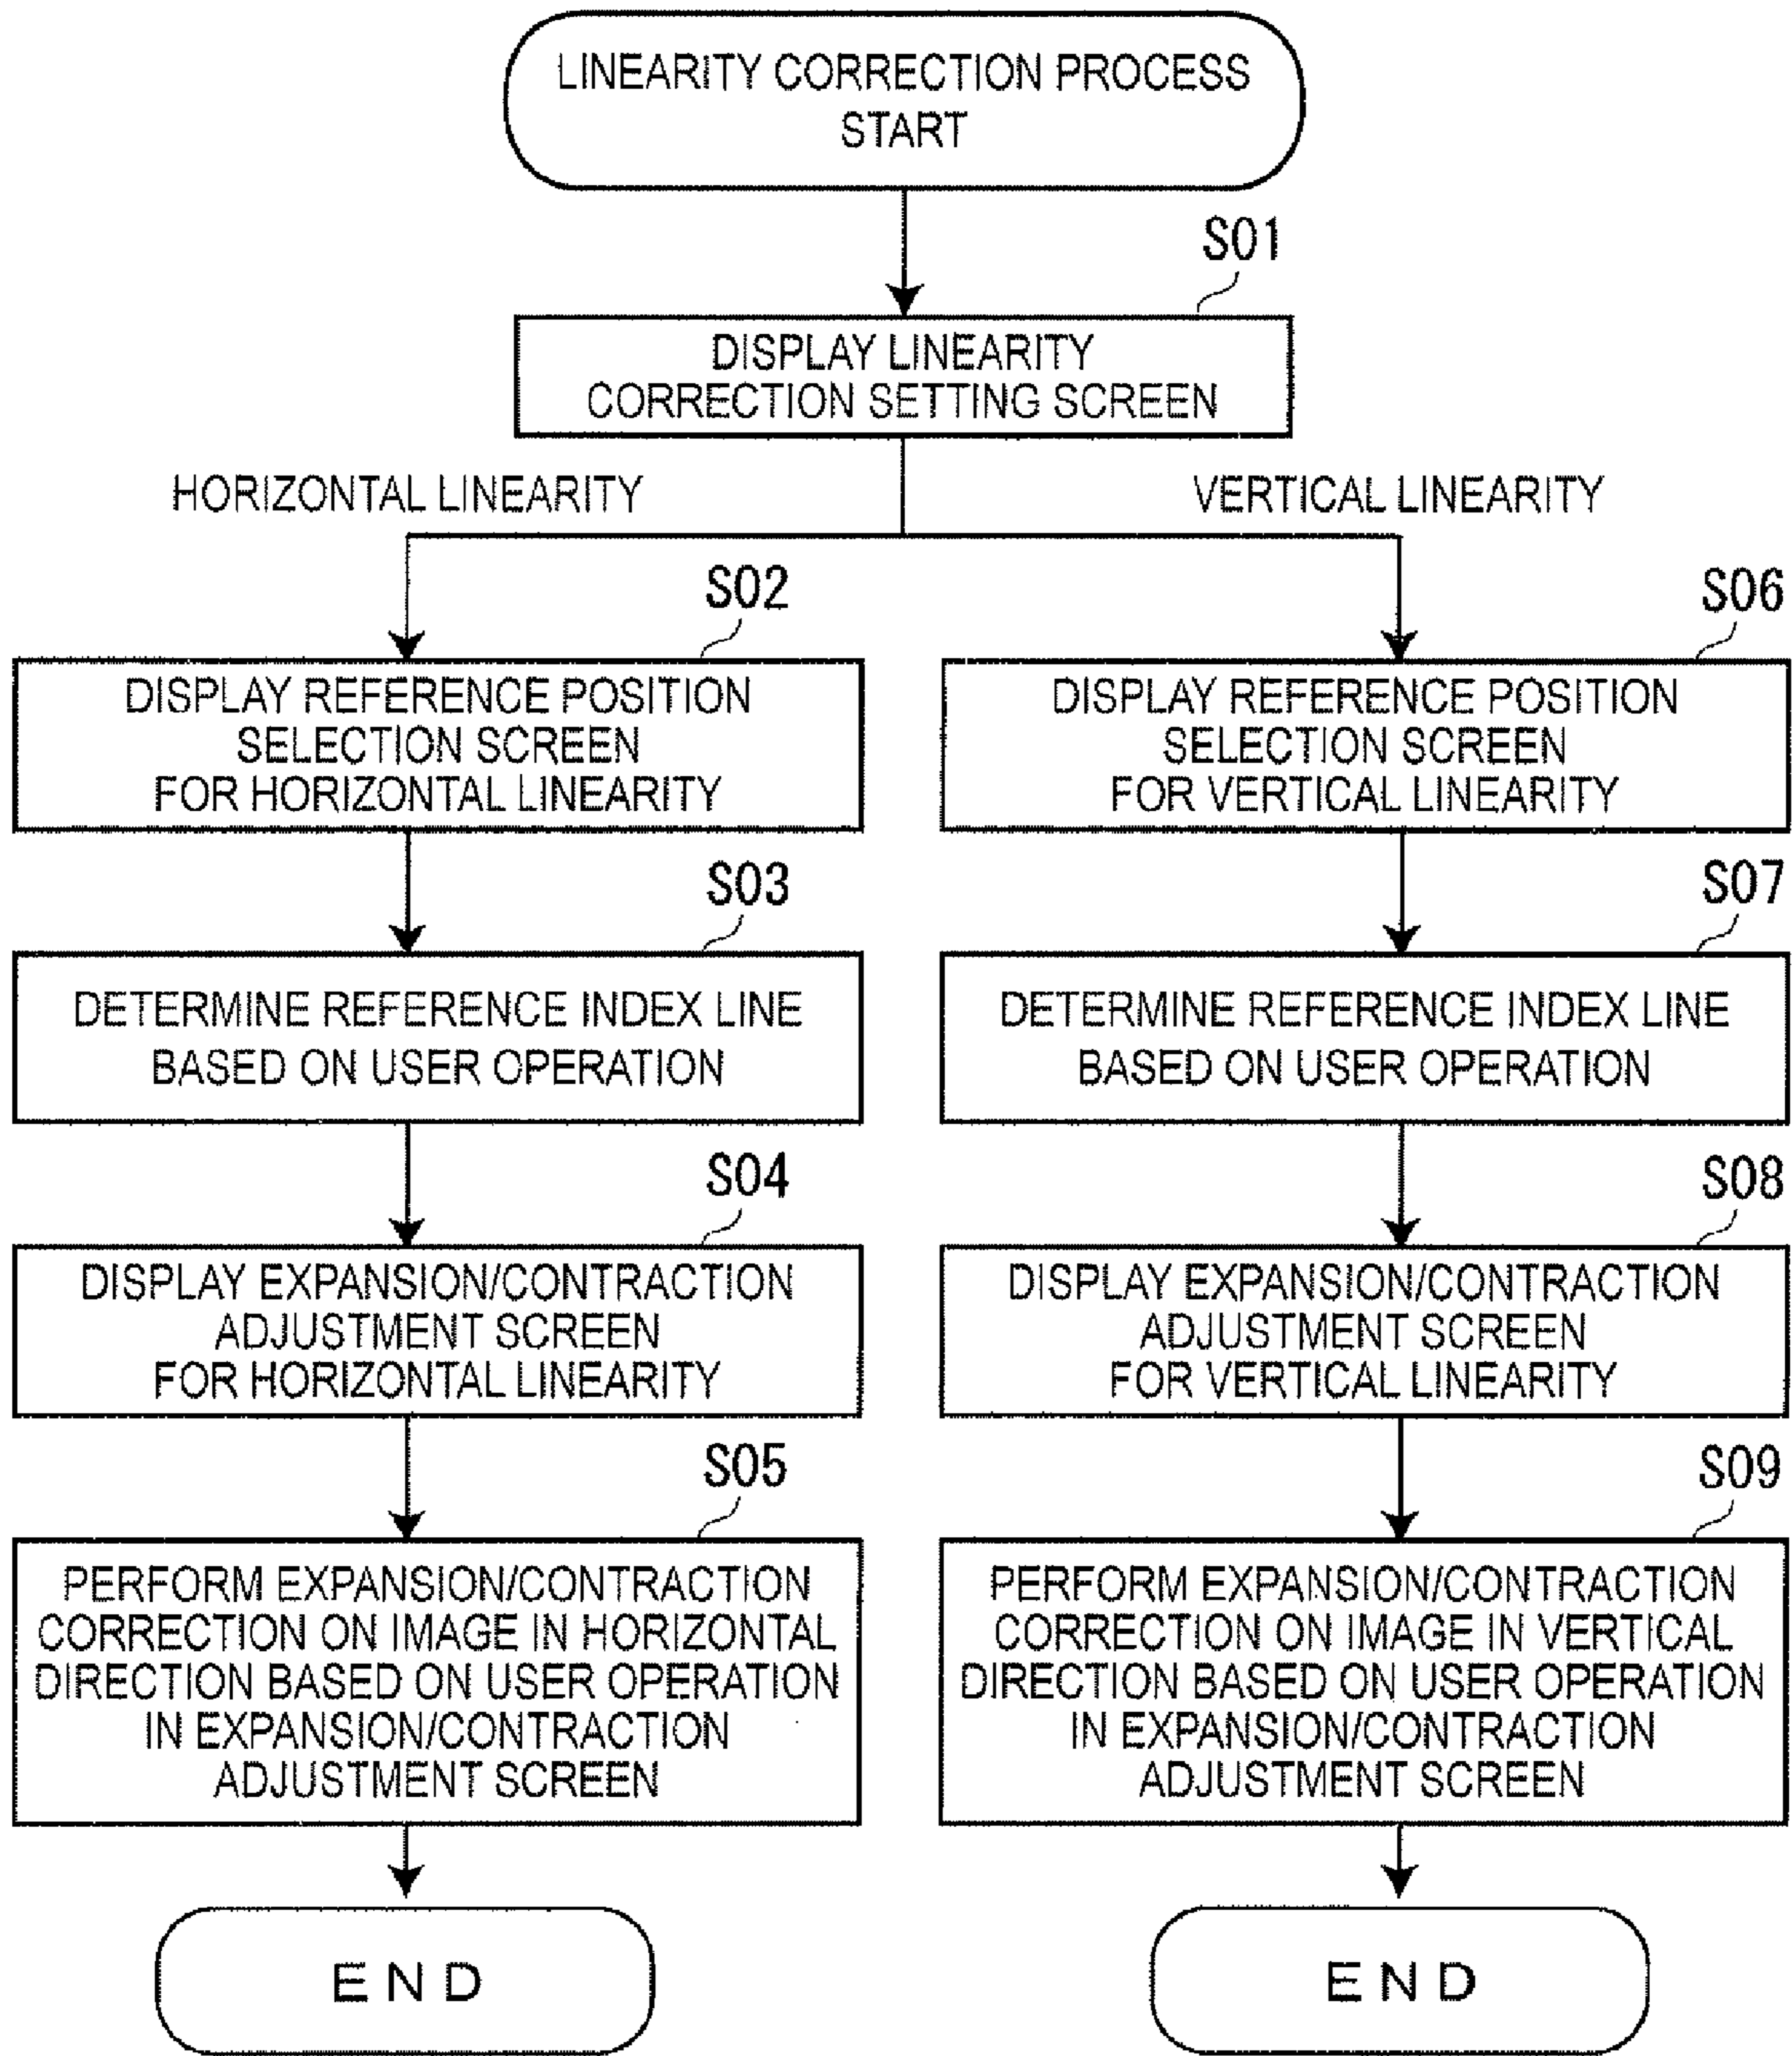 LINEARITY CORRECTION PROCESS
START
S01
DISPLAY LINEARITY
CORRECTION SETTING SCREEN
HORIZONTAL LINEARITY
VERTICAL LINEARITY
S02
DISPLAY REFERENCE POSITION
SELECTION SCREEN
FOR HORIZONTAL LINEARITY
S03
DETERMINE REFERENCE INDEX LINE
BASED ON USER OPERATION
S04
DISPLAY EXPANSION/CONTRACTION
ADJUSTMENT SCREEN
FOR HORIZONTAL LINEARITY
S05
PERFORM EXPANSION/CONTRACTION
CORRECTION ON IMAGE IN HORIZONTAL
DIRECTION BASED ON USER OPERATION
IN EXPANSION/CONTRACTION
ADJUSTMENT SCREEN
END
S06
DISPLAY REFERENCE POSITION
SELECTION SCREEN
FOR VERTICAL LINEARITY
S07
DETERMINE REFERENCE INDEX LINE
BASED ON USER OPERATION
S08
DISPLAY EXPANSION/CONTRACTION
ADJUSTMENT SCREEN
FOR VERTICAL LINEARITY
S09
PERFORM EXPANSION/CONTRACTION
CORRECTION ON IMAGE IN VERTICAL
DIRECTION BASED ON USER OPERATION
IN EXPANSION/CONTRACTION
ADJUSTMENT SCREEN
END